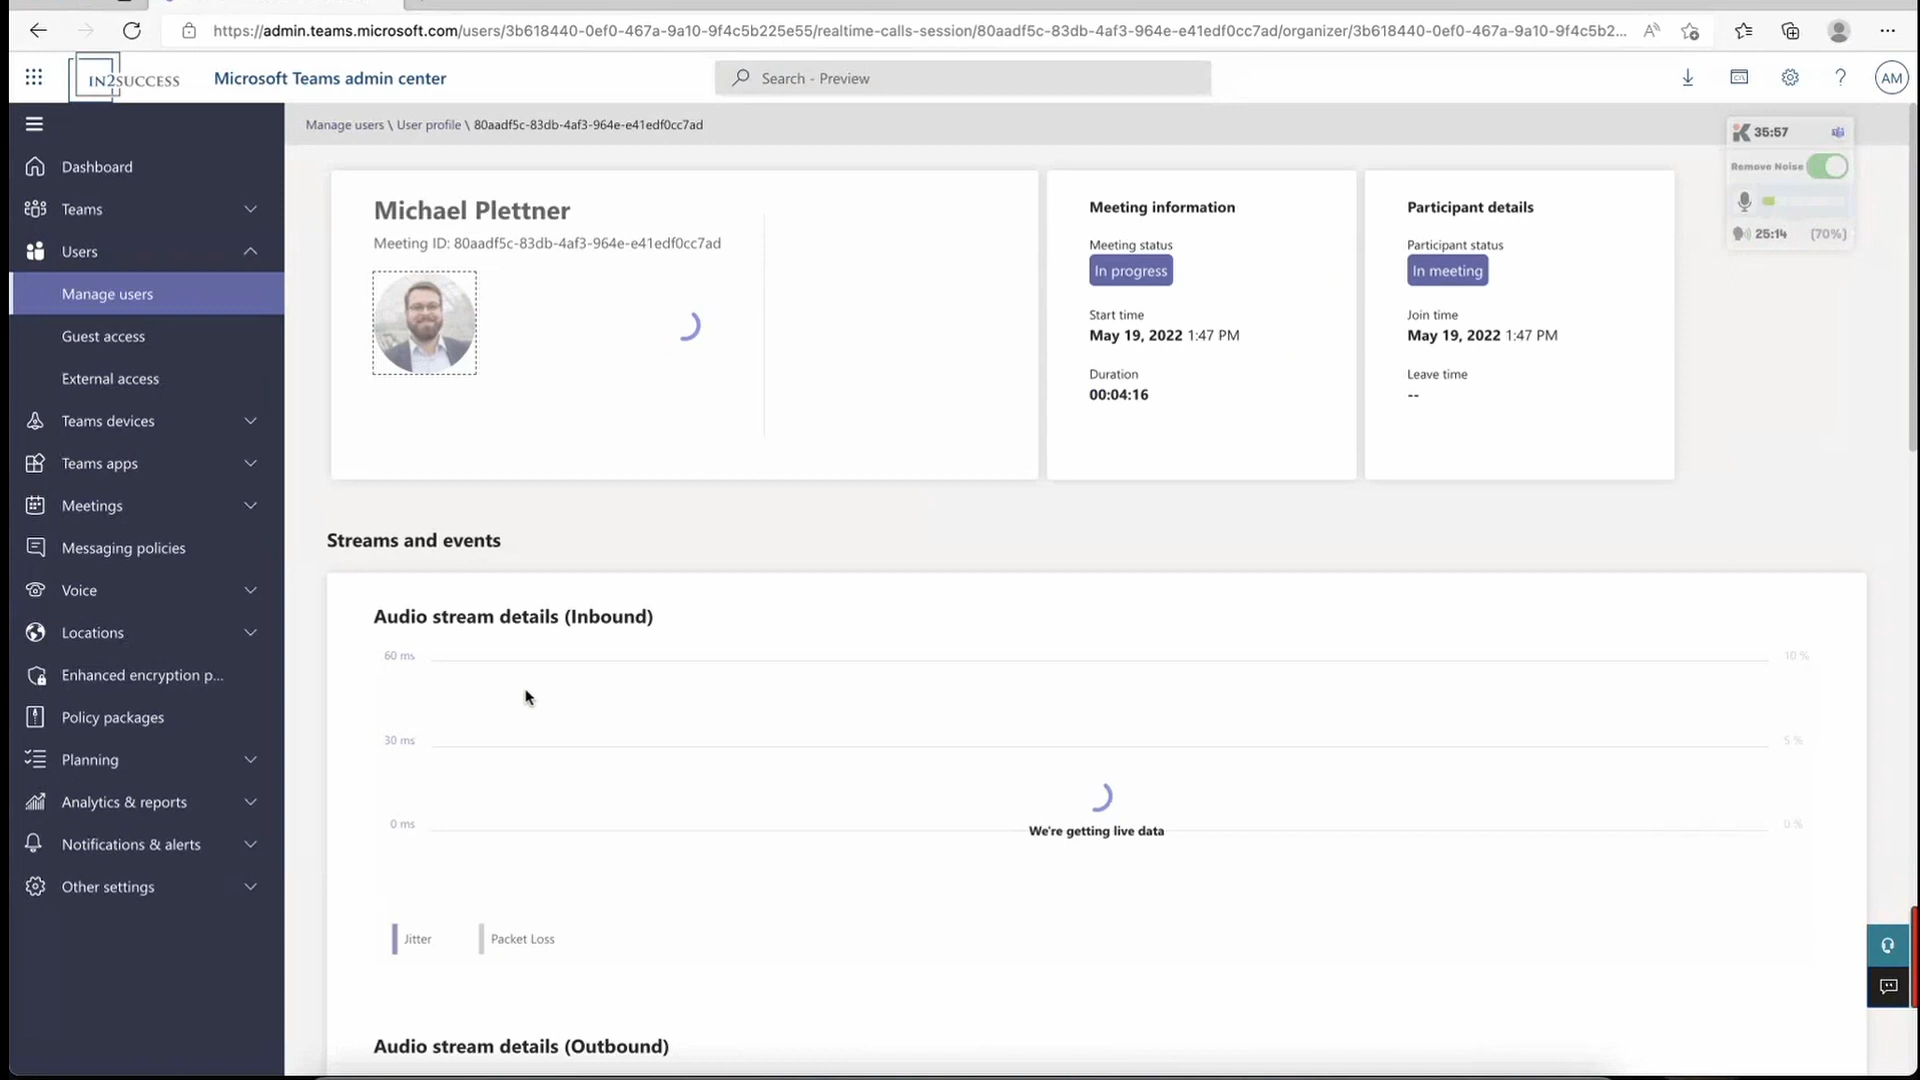 https://admin.teams.microsoft.com/users/3b618440-0ef0-467a-9a10-9f4c5b225e55/realtime-calls-session/80aadf5c-83db-4af3-964e-e41edf0cc7ad/organizer/3b618440-0ef0-467a-9a10-9f4c5b2...
IN2SUCCESS
Microsoft Teams admin center
Search - Preview
AM
Manage users \ User profile \ 80aadf5c-83db-4af3-964e-e41edf0cc7ad
35:57
Remove Noise
25:14 (70%)
Dashboard
Teams
Users
Manage users
Guest access
External access
Teams devices
Teams apps
Meetings
Messaging policies
Voice
Locations
Enhanced encryption p...
Policy packages
Planning
Analytics & reports
Notifications & alerts
Other settings
Michael Plettner
Meeting ID: 80aadf5c-83db-4af3-964e-e41edf0cc7ad
Meeting information
Meeting status
In progress
Start time
May 19, 2022 1:47 PM
Duration
00:04:16
Participant details
Participant status
In meeting
Join time
May 19, 2022 1:47 PM
Leave time
--
Streams and events
Audio stream details (Inbound)
60 ms
10 %
30 ms
5 %
0 ms
0 %
We're getting live data
Jitter
Packet Loss
Audio stream details (Outbound)